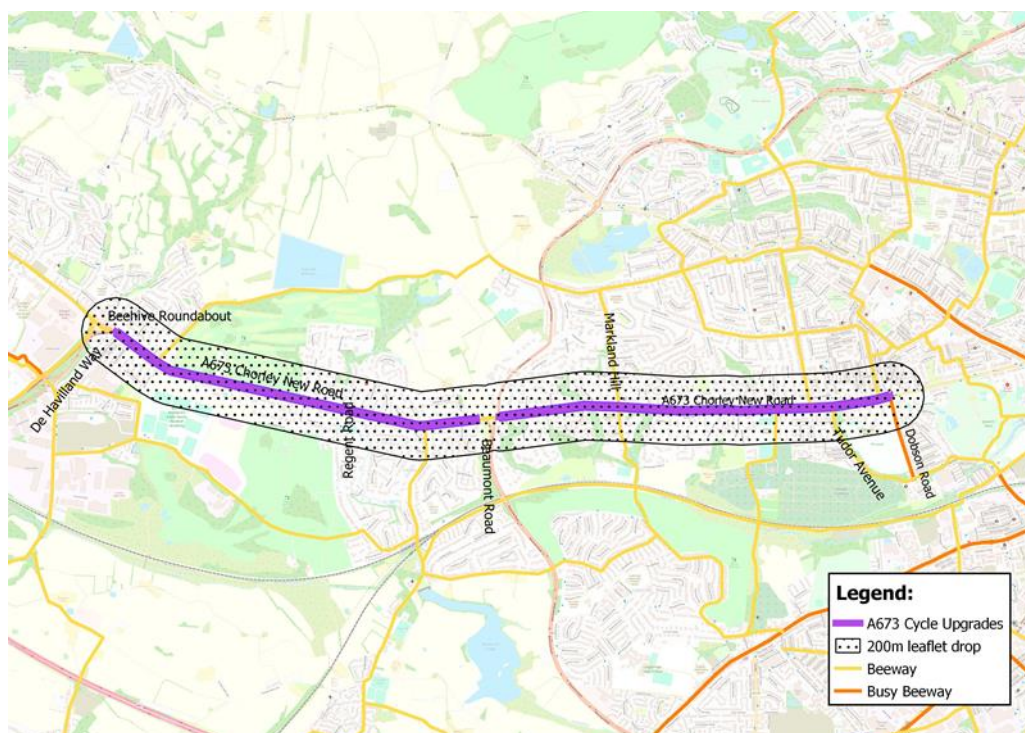 Beehive Roundabout
De Havilland Way
A673 Chorley New Road
Regent Road
Beaumont Road
Markland Hill
A673 Chorley New Road
Tudor Avenue
Dobson Road
Legend:
A673 Cycle Upgrades
200m leaflet drop
Beeway
Busy Beeway